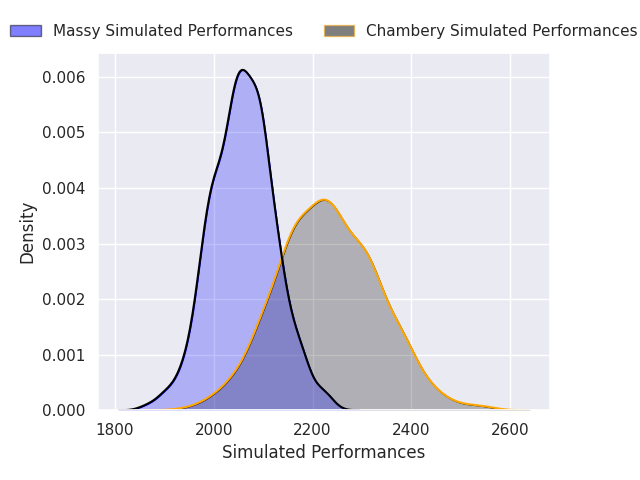 Massy Simulated Performances Chambery Simulated Performances
0.006
0.005
0.004
0.003
0.002
0.001
0.000
Density
1800 2000 2200 2400 2600
Simulated Performances